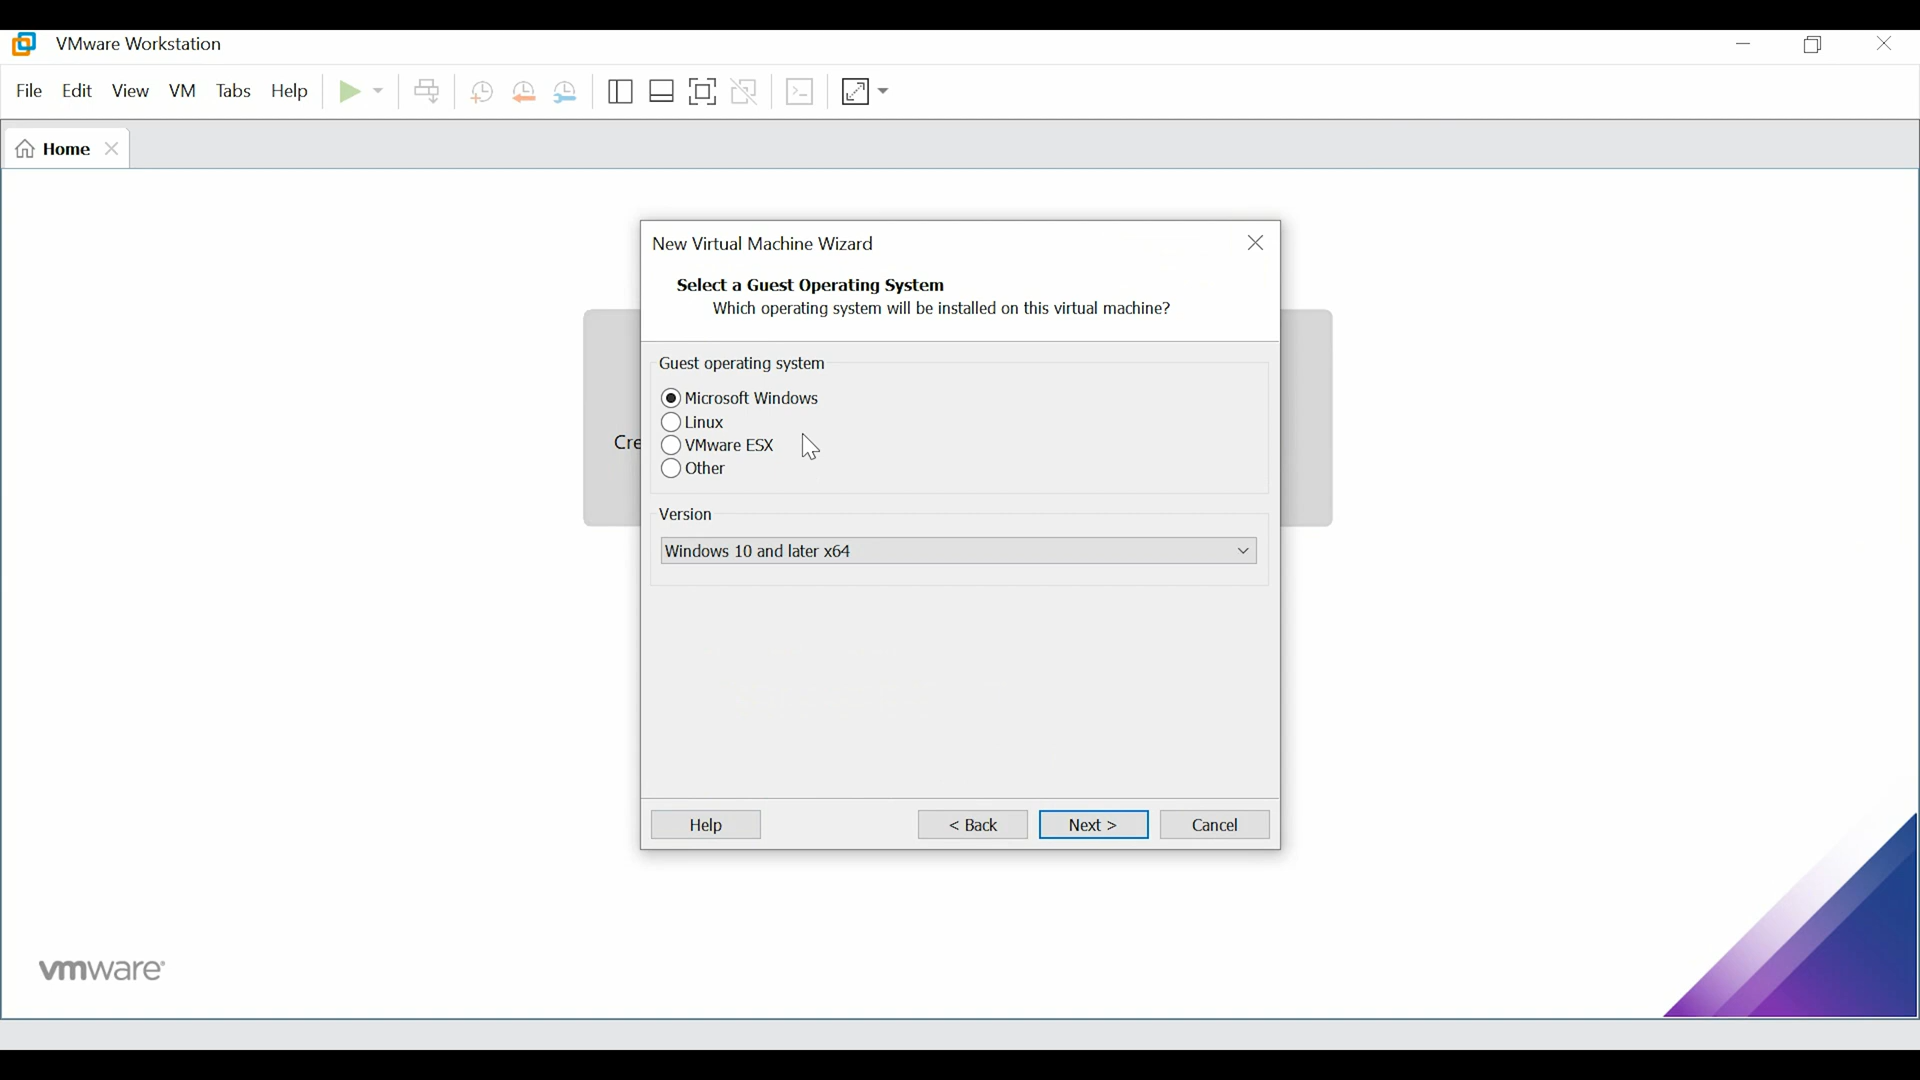 VMware Workstation
File Edit View VM Tabs Help
Home
New Virtual Machine Wizard
Select a Guest Operating System
Which operating system will be installed on this virtual machine?
Guest operating system
Microsoft Windows
Linux
Cre
VMware ESX
Other
Version
Windows 10 and later x64
Help < Back Next > Cancel
vmware®